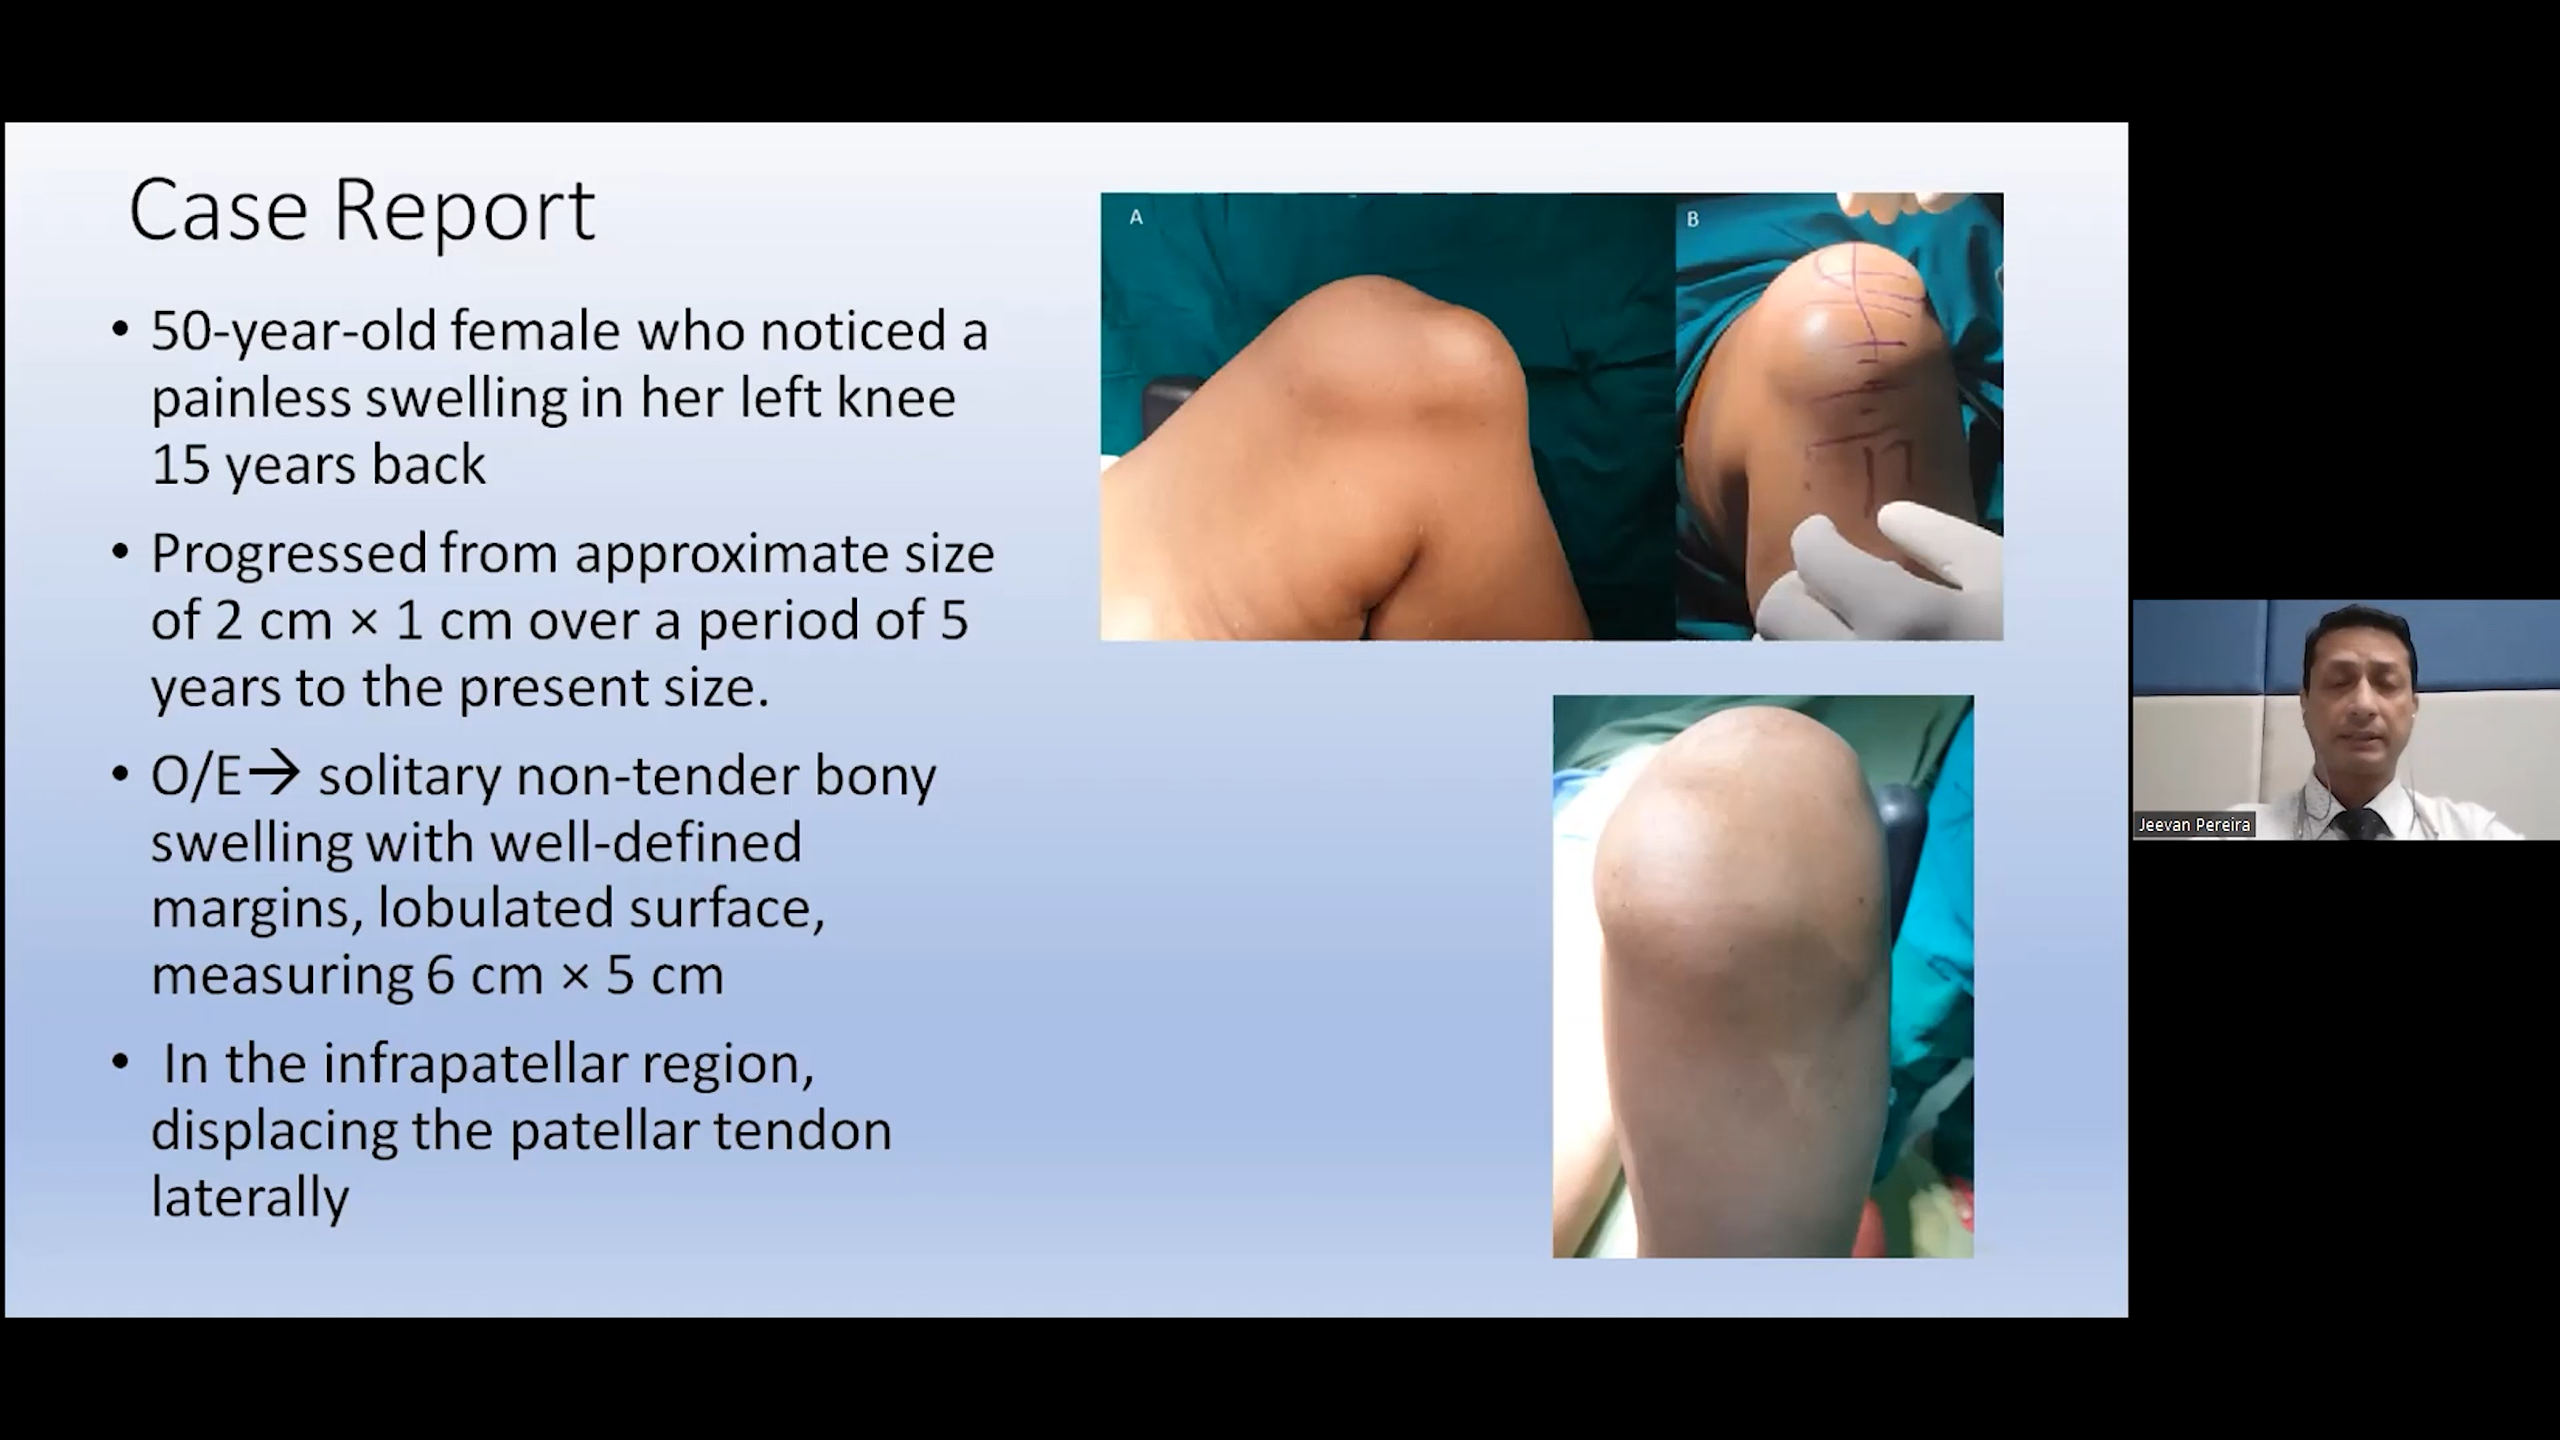 Case Report
• 50-year-old female who noticed a
painless swelling in her left knee
15 years back
• Progressed from approximate size
of 2 cm × 1 cm over a period of 5
years to the present size.
• O/E→ solitary non-tender bony
swelling with well-defined
margins, lobulated surface,
measuring 6 cm × 5 cm
• In the infrapatellar region,
displacing the patellar tendon
laterally
A
B
Jeevan Pereira